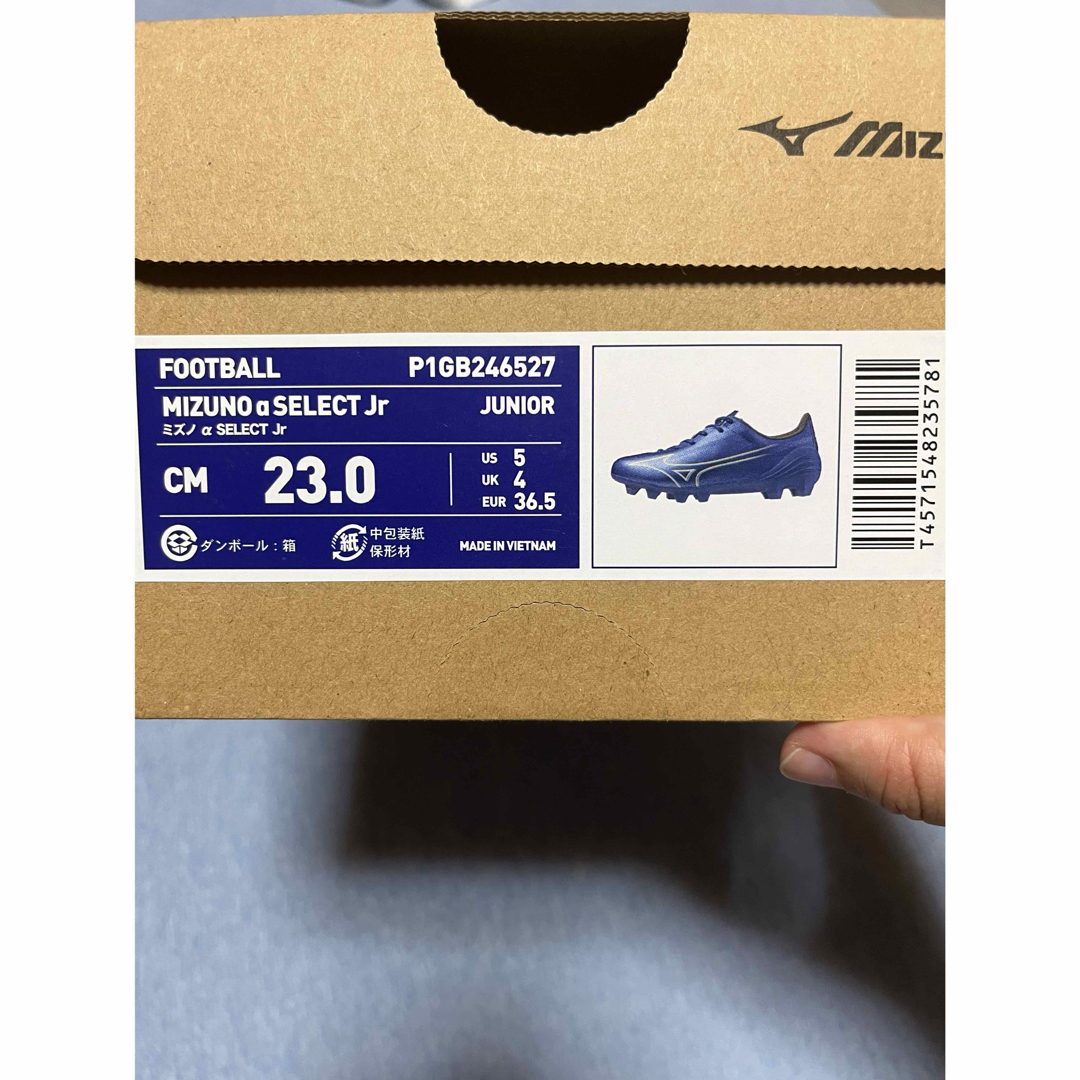 MIZ
FOOTBALL P1GB246527
MIZUNO α SELECT Jr JUNIOR
ミズノ α SELECT Jr
CM 23.0
US 5
UK 4
EUR 36.5
ダンボール：箱
紙 中包装紙
保形材
MADE IN VIETNAM
T4571548235781